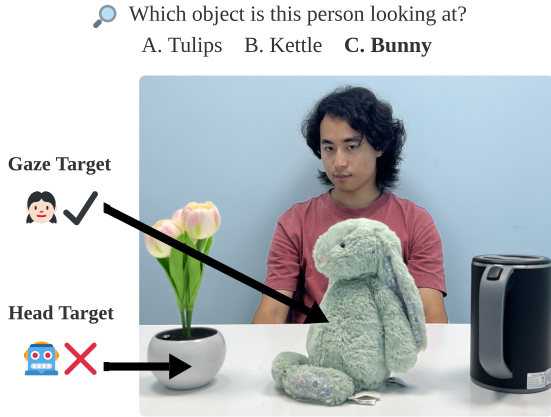 Which object is this person looking at?
A. Tulips B. Kettle C. Bunny
Gaze Target
Head Target